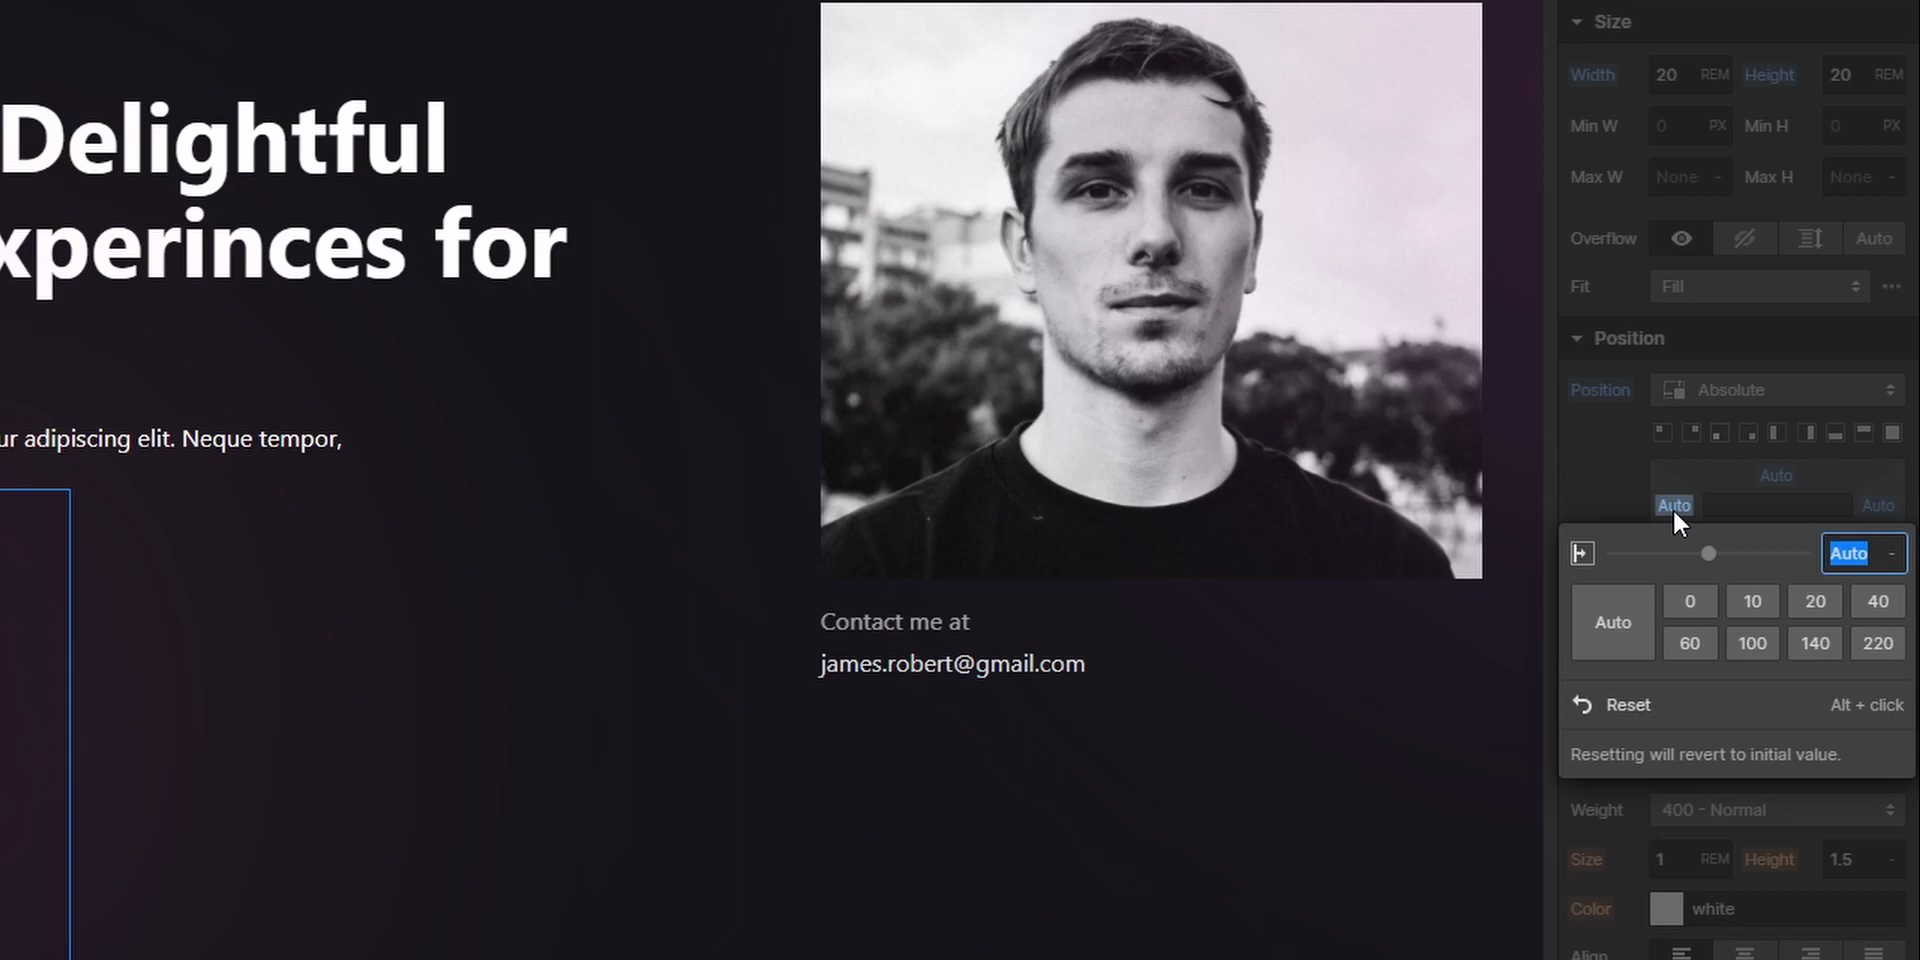 Delightful
xperinces for
ur adipiscing elit. Neque tempor,
Contact me at
james.robert@gmail.com
Size
Width 20 REM Height 20 REM
Min W 0 PX Min H 0 PX
Max W None - Max H None -
Overflow Auto
Fit Fill
Position
Position Absolute
Auto
Auto Auto
Auto -
Auto 0 10 20 40
60 100 140 220
Reset Alt + click
Resetting will revert to initial value.
Weight 400 - Normal
Size 1 REM Height 1.5 -
Color white
Align